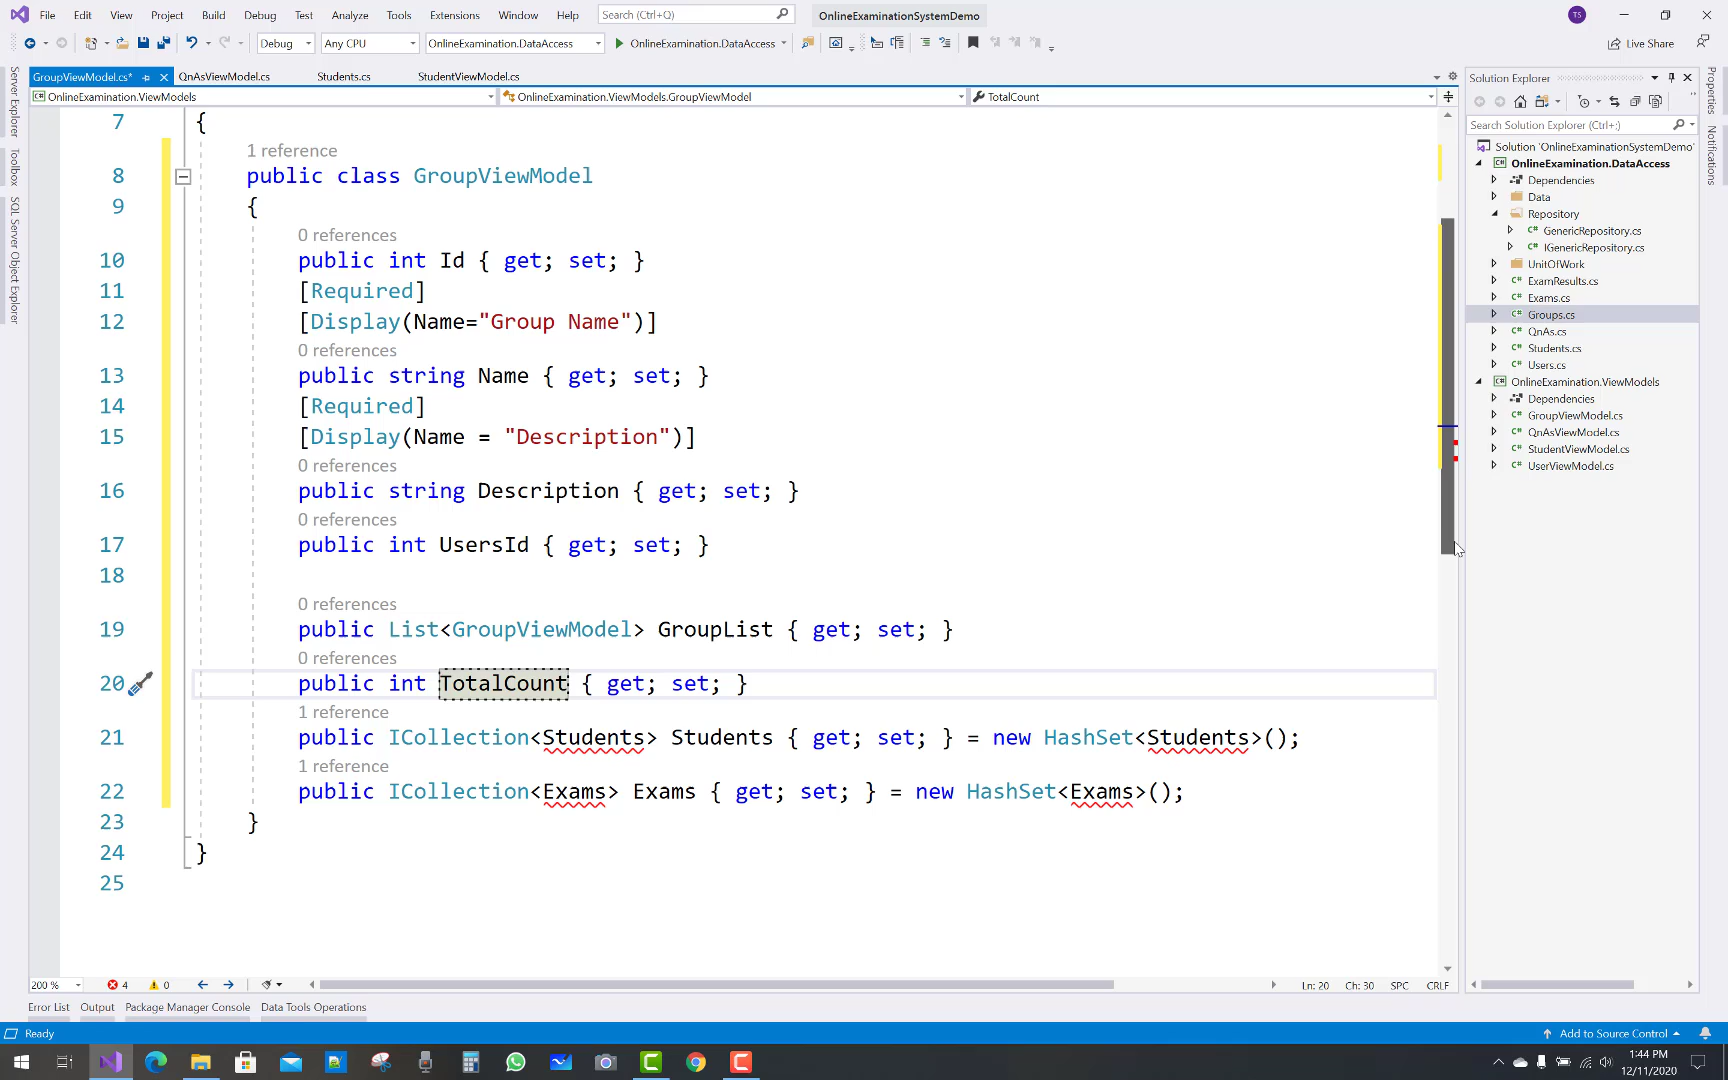 File Edit View Project Build Debug Test Analyze Tools Extensions Window Help Search (Ctrl+Q) OnlineExaminationSystemDemo TS
Debug Any CPU OnlineExamination.DataAccess OnlineExamination.DataAccess Live Share
GroupViewModel.cs* QnAsViewModel.cs Students.cs StudentViewModel.cs
OnlineExamination.ViewModels OnlineExamination.ViewModels.GroupViewModel TotalCount
Server Explorer
Toolbox
SQL Server Object Explorer
7 {
1 reference
8 public class GroupViewModel
9 {
0 references
10 public int Id { get; set; }
11 [Required]
12 [Display(Name="Group Name")]
0 references
13 public string Name { get; set; }
14 [Required]
15 [Display(Name = "Description")]
0 references
16 public string Description { get; set; }
0 references
17 public int UsersId { get; set; }
18
0 references
19 public List<GroupViewModel> GroupList { get; set; }
0 references
20 public int TotalCount { get; set; }
1 reference
21 public ICollection<Students> Students { get; set; } = new HashSet<Students>();
1 reference
22 public ICollection<Exams> Exams { get; set; } = new HashSet<Exams>();
23 }
24 }
25
200 % 4 0 Ln: 20 Ch: 30 SPC CRLF
Solution Explorer
Search Solution Explorer (Ctrl+;)
Solution 'OnlineExaminationSystemDemo'
OnlineExamination.DataAccess
Dependencies
Data
Repository
C# GenericRepository.cs
C# IGenericRepository.cs
UnitOfWork
C# ExamResults.cs
C# Exams.cs
C# Groups.cs
C# QnAs.cs
C# Students.cs
C# Users.cs
C# OnlineExamination.ViewModels
Dependencies
C# GroupViewModel.cs
C# QnAsViewModel.cs
C# StudentViewModel.cs
C# UserViewModel.cs
Properties
Notifications
Error List Output Package Manager Console Data Tools Operations
Ready Add to Source Control
1:44 PM
12/11/2020